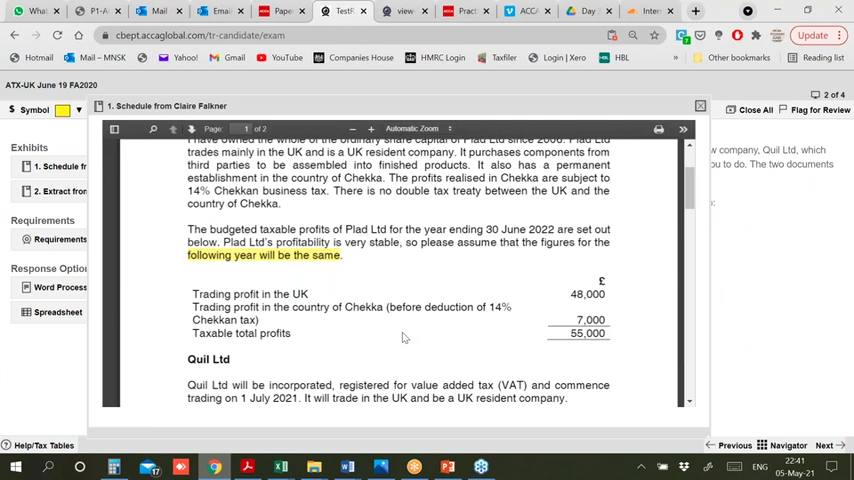 What
P1-A
Mail
Email
Pape
TestR
view-
Pract
ACCA
Day
Intern
cbept.accaglobal.com/tr-candidate/exam
Update
Hotmail
Mail – MNSK
Yahoo!
Gmail
YouTube
Companies House
HMRC Login
Taxfiler
Login | Xero
HBL
Other bookmarks
Reading list
ATX-UK June 19 FA2020
2 of 4
Symbol
1. Schedule from Claire Falkner
Close All
Flag for Review
Page: 1 of 2
Automatic Zoom
Exhibits
1. Schedule fr
2. Extract from
Requirements
Requirements
Response Option
Word Process
Spreadsheet
I have owned the whole of the ordinary share capital of Plad Ltd since 2006. Plad Ltd
trades mainly in the UK and is a UK resident company. It purchases components from
third parties to be assembled into finished products. It also has a permanent
establishment in the country of Chekka. The profits realised in Chekka are subject to
14% Chekkan business tax. There is no double tax treaty between the UK and the
country of Chekka.
The budgeted taxable profits of Plad Ltd for the year ending 30 June 2022 are set out
below. Plad Ltd's profitability is very stable, so please assume that the figures for the
following year will be the same.
£
Trading profit in the UK 48,000
Trading profit in the country of Chekka (before deduction of 14%
Chekkan tax) 7,000
Taxable total profits 55,000
Quil Ltd
Quil Ltd will be incorporated, registered for value added tax (VAT) and commence
trading on 1 July 2021. It will trade in the UK and be a UK resident company.
w company, Quil Ltd, which
ou to do. The two documents
Help/Tax Tables
Previous
Navigator
Next
17
ENG
22:41
05-May-21